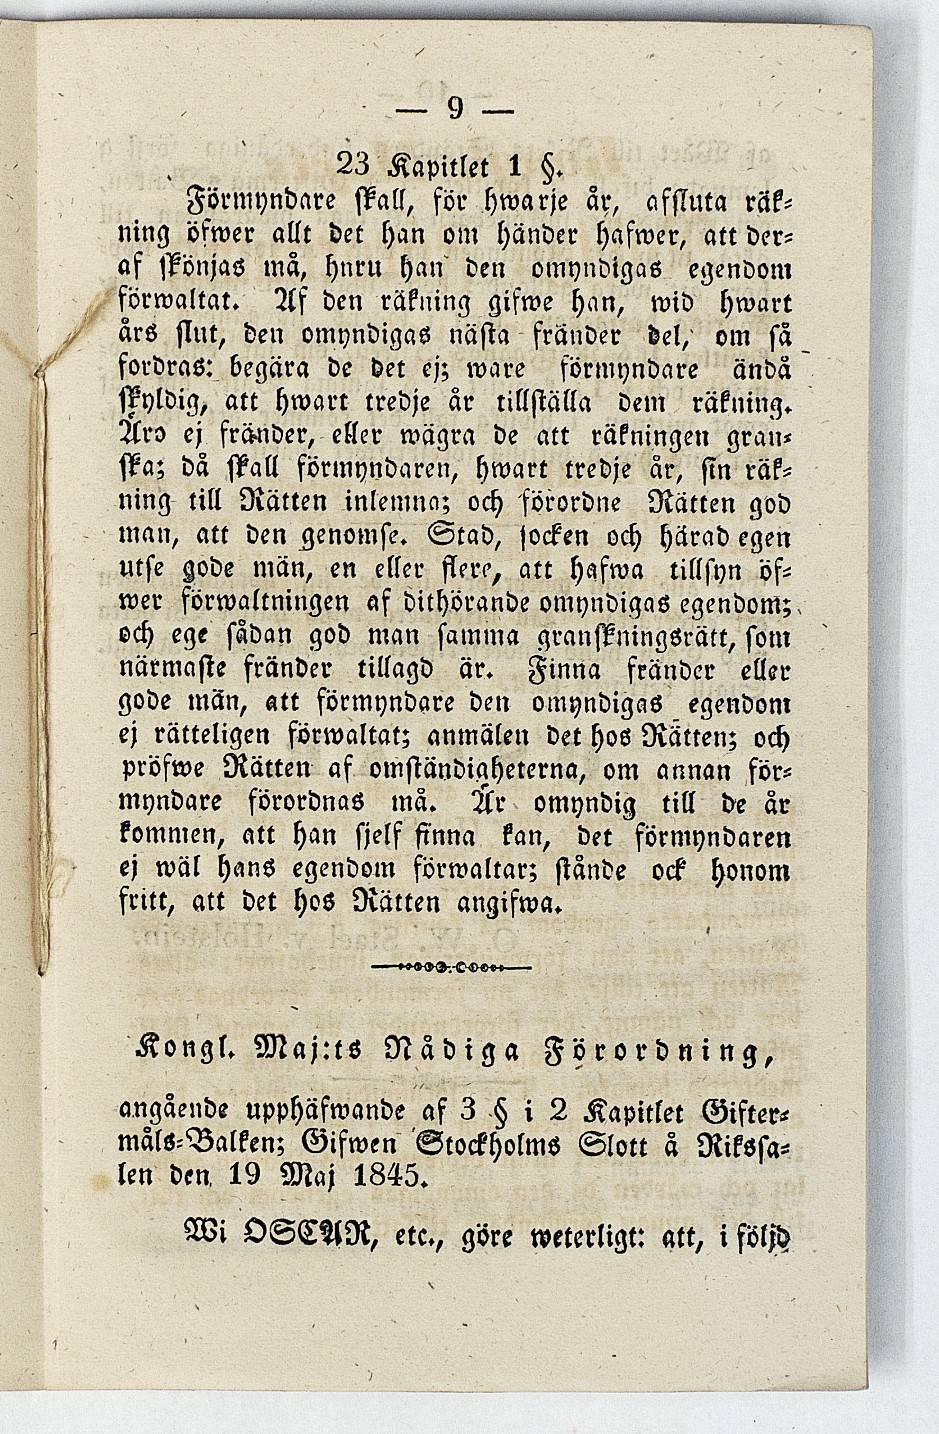 — 9 —
23 Kapitlet 1 §.
Förmyndare skall, för hwarje år, afsluta räk-
ning öfwer allt det han om händer hafwer, att der-
af skönjas må, huru han den omyndigas egendom
förwaltat. Af den räkning gifwe han, wid hwart
års slut, den omyndigas nästa fränder del, om så
fordras: begära de det ej; ware förmyndare ändå
skyldig, att hwart tredje år tillställa dem räkning.
Äro ej fränder, eller wägra de att räkningen gran-
ska; då skall förmyndaren, hwart tredje år, sin räk-
ning till Rätten inlemna; och förordne Rätten god
man, att den genomse. Stad, socken och härad egen
utse gode män, en eller flere, att hafwa tillsyn öf-
wer förwaltningen af dithörande omyndigas egendom;
och ege sådan god man samma granskningsrätt, som
närmaste fränder tillagd är. Finna fränder eller
gode män, att förmyndare den omyndigas egendom
ej rätteligen förwaltat; anmälen det hos Rätten; och
pröfwe Rätten af omständigheterna, om annan för-
myndare förordnas må. Är omyndig till de år
kommen, att han sjelf finna kan, det förmyndaren
ej wäl hans egendom förwaltar; stånde ock honom
fritt, att det hos Rätten angifwa.
Kongl. Maj:ts Nådiga Förordning,
angående upphäfwande af 3 § i 2 Kapitlet Gifter-
måls-Balken; Gifwen Stockholms Slott å Rikssa-
len den 19 Maj 1845.
Wi OSCAR, etc., göre weterligt: att, i följd